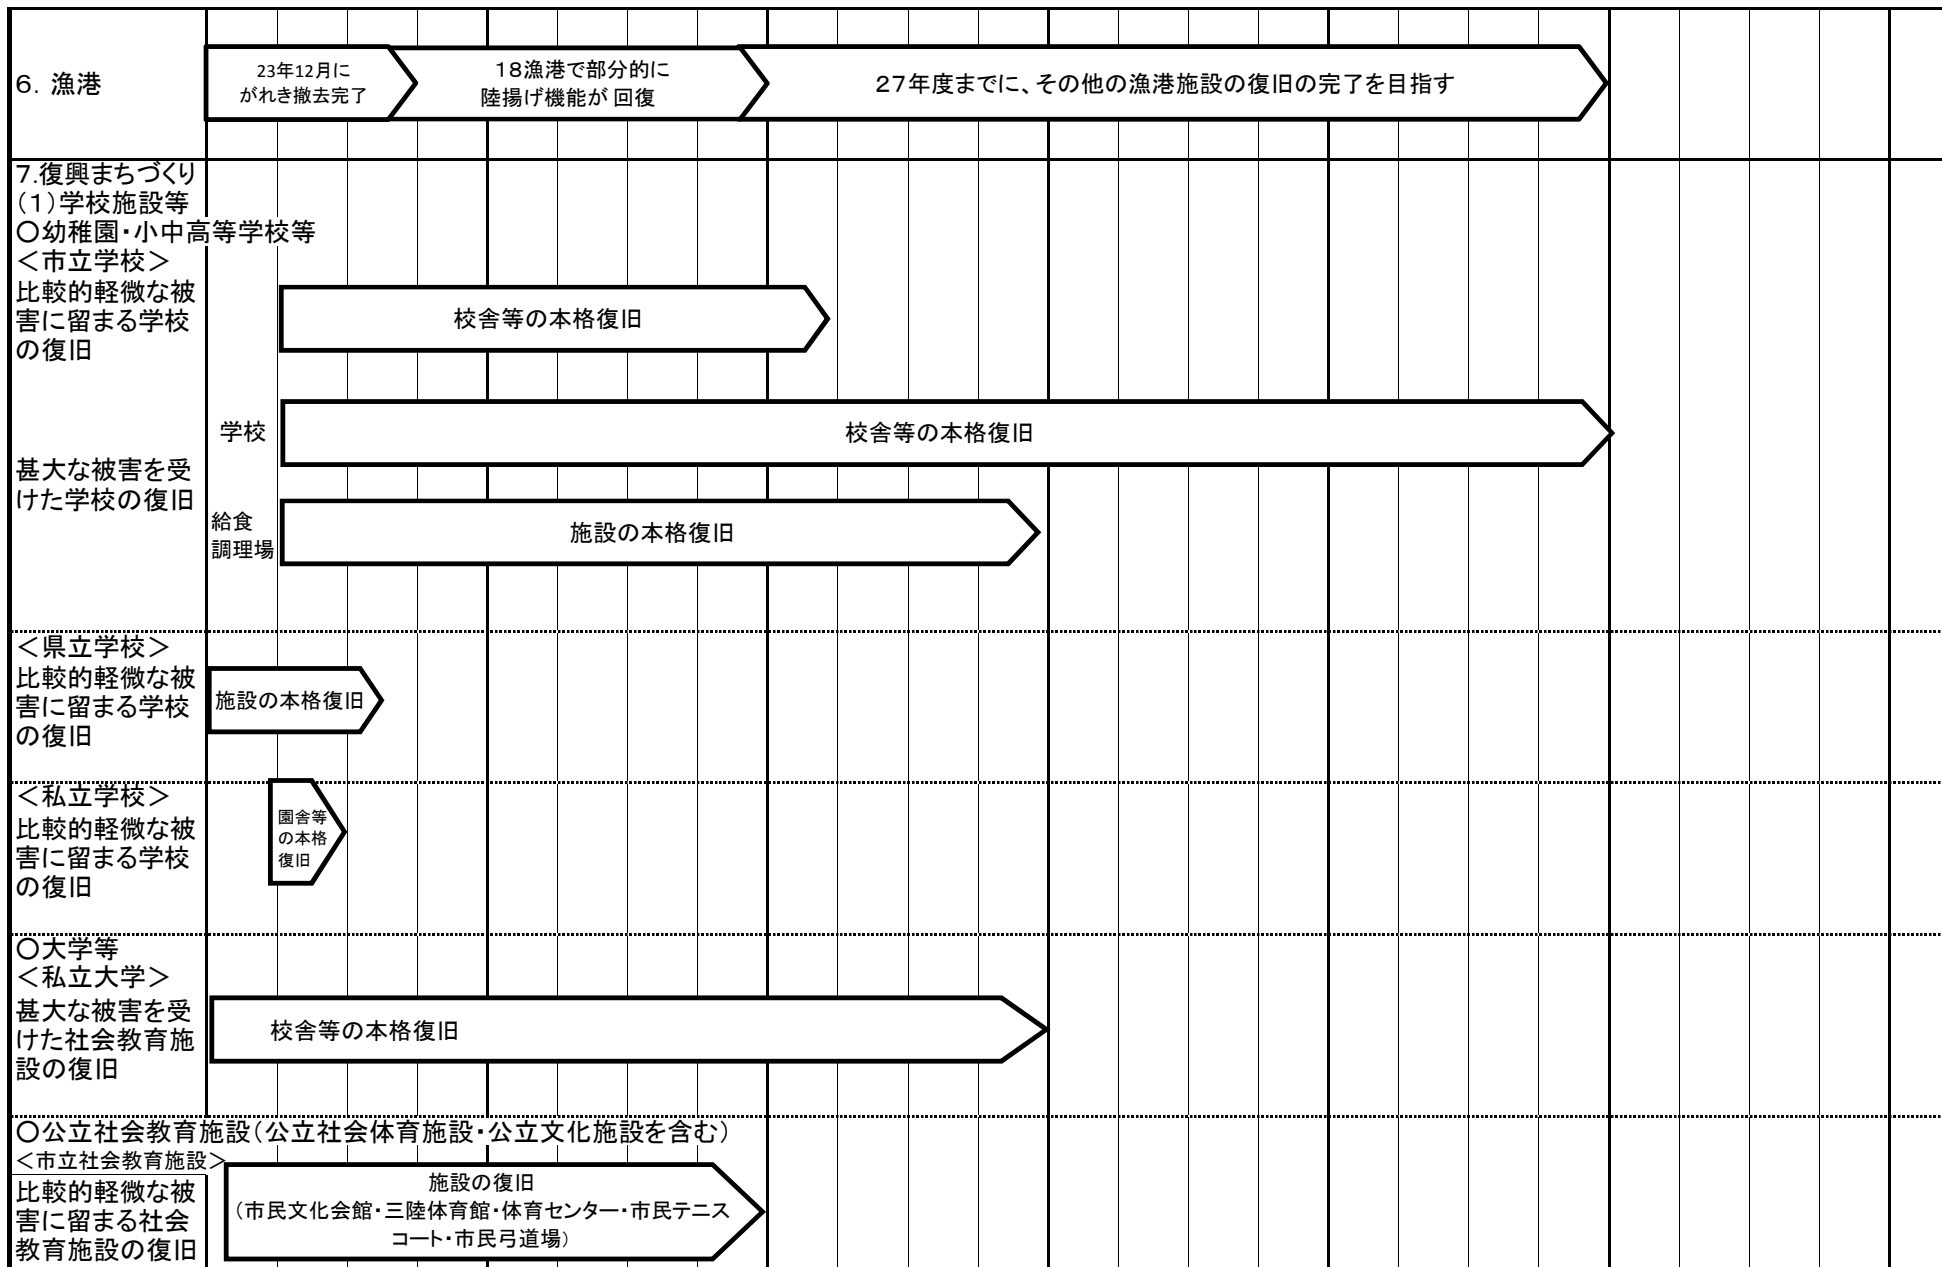 6．漁港
23年12月に
がれき撤去完了
18漁港で部分的に
陸揚げ機能が 回復
27年度までに、その他の漁港施設の復旧の完了を目指す
7.復興まちづくり
（1）学校施設等
〇幼稚園・小中高等学校等
＜市立学校＞
比較的軽微な被
害に留まる学校
の復旧
校舎等の本格復旧
学校
校舎等の本格復旧
甚大な被害を受
けた学校の復旧
給食
調理場
施設の本格復旧
＜県立学校＞
比較的軽微な被
害に留まる学校
の復旧
施設の本格復旧
＜私立学校＞
比較的軽微な被
害に留まる学校
の復旧
園舎等
の本格
復旧
〇大学等
＜私立大学＞
甚大な被害を受
けた社会教育施
設の復旧
校舎等の本格復旧
〇公立社会教育施設（公立社会体育施設・公立文化施設を含む）
＜市立社会教育施設＞
比較的軽微な被
害に留まる社会
教育施設の復旧
施設の復旧
（市民文化会館・三陸体育館・体育センター・市民テニス
コート・市民弓道場）